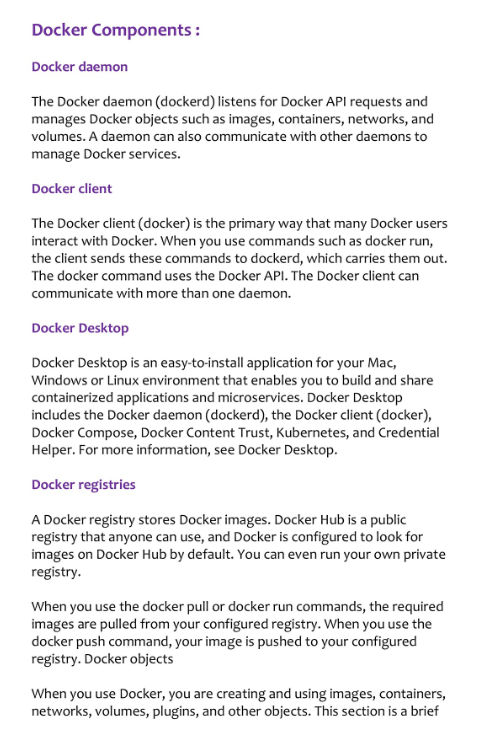 Docker Components :
Docker daemon
The Docker daemon (dockerd) listens for Docker API requests and
manages Docker objects such as images, containers, networks, and
volumes. A daemon can also communicate with other daemons to
manage Docker services.
Docker client
The Docker client (docker) is the primary way that many Docker users
interact with Docker. When you use commands such as docker run,
the client sends these commands to dockerd, which carries them out.
The docker command uses the Docker API. The Docker client can
communicate with more than one daemon.
Docker Desktop
Docker Desktop is an easy-to-install application for your Mac,
Windows or Linux environment that enables you to build and share
containerized applications and microservices. Docker Desktop
includes the Docker daemon (dockerd), the Docker client (docker),
Docker Compose, Docker Content Trust, Kubernetes, and Credential
Helper. For more information, see Docker Desktop.
Docker registries
A Docker registry stores Docker images. Docker Hub is a public
registry that anyone can use, and Docker is configured to look for
images on Docker Hub by default. You can even run your own private
registry.
When you use the docker pull or docker run commands, the required
images are pulled from your configured registry. When you use the
docker push command, your image is pushed to your configured
registry. Docker objects
When you use Docker, you are creating and using images, containers,
networks, volumes, plugins, and other objects. This section is a brief